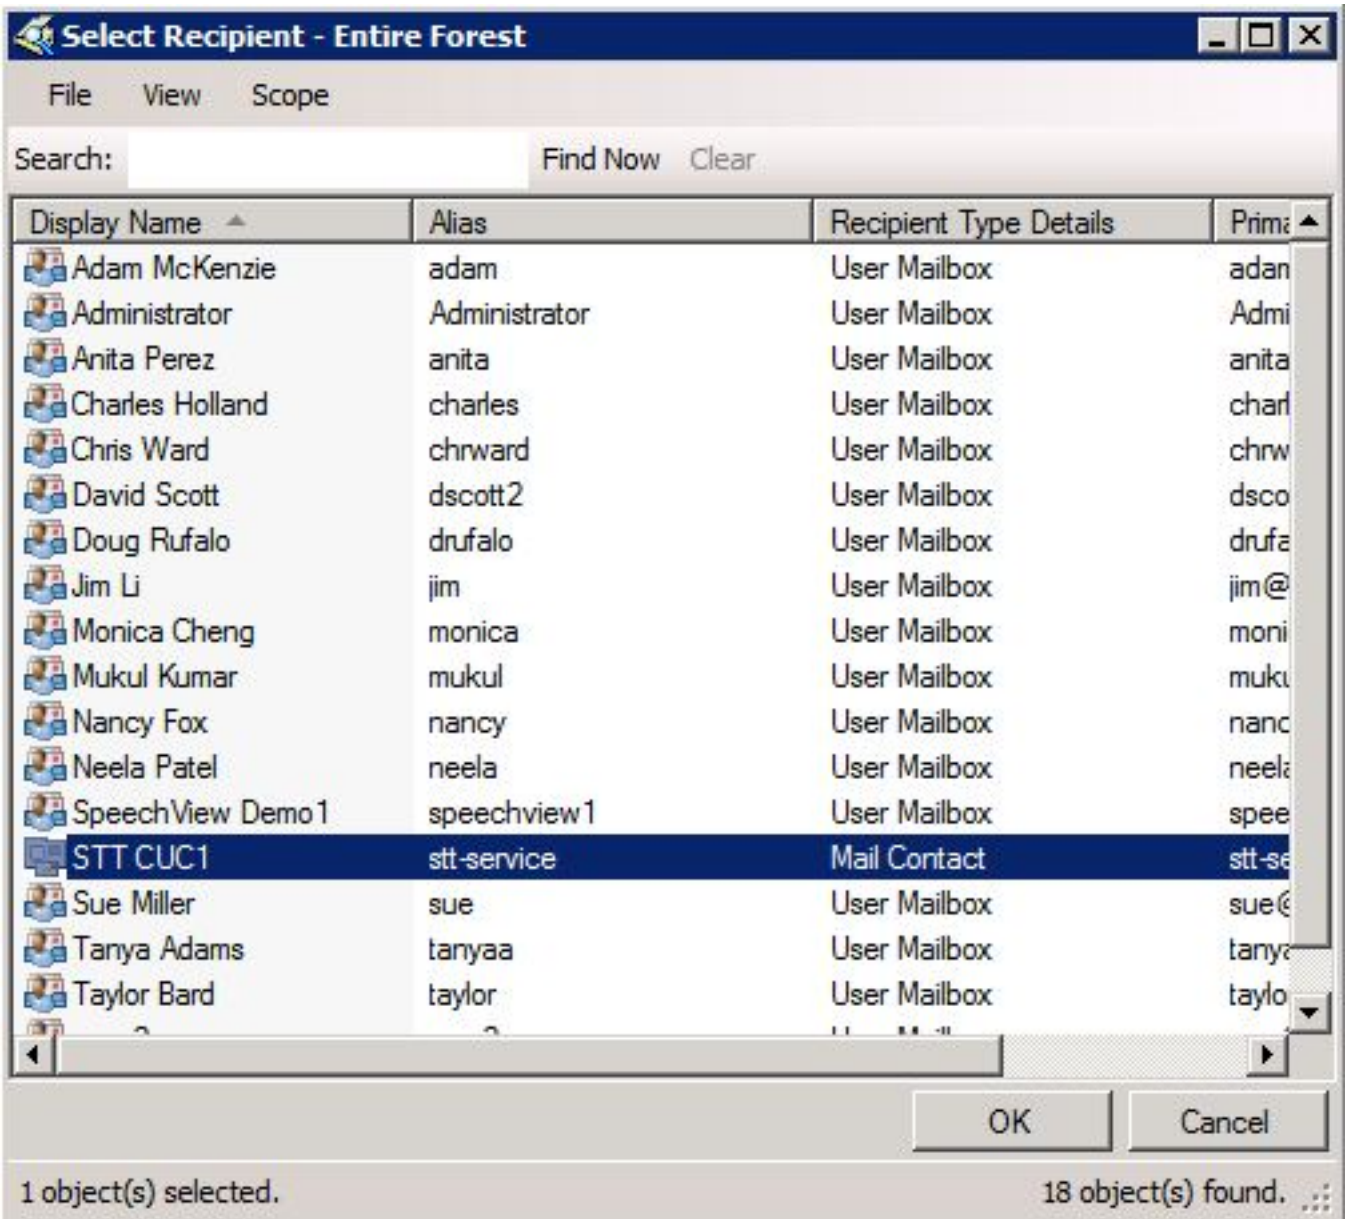 Select Recipient - Entire Forest
File View Scope
Search: Find Now Clear
Display Name Alias Recipient Type Details Prima
Adam McKenzie adam User Mailbox adam
Administrator Administrator User Mailbox Admi
Anita Perez anita User Mailbox anita
Charles Holland charles User Mailbox charl
Chris Ward chrward User Mailbox chrw
David Scott dscott2 User Mailbox dsco
Doug Rufalo drufalo User Mailbox drufa
Jim Li jim User Mailbox jim@
Monica Cheng monica User Mailbox moni
Mukul Kumar mukul User Mailbox muku
Nancy Fox nancy User Mailbox nanc
Neela Patel neela User Mailbox neela
SpeechView Demo1 speechview1 User Mailbox spee
STT CUC1 stt-service Mail Contact stt-se
Sue Miller sue User Mailbox sue@
Tanya Adams tanyaa User Mailbox tanya
Taylor Bard taylor User Mailbox taylo
OK Cancel
1 object(s) selected. 18 object(s) found.